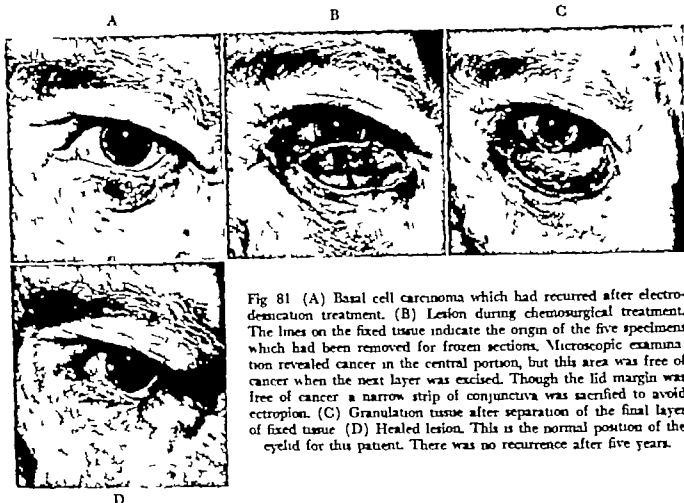 A
B
C
Fig 81 (A) Basal cell carcinoma which had recurred after electro-
dessication treatment. (B) Lesion during chemosurgical treatment.
The lines on the fixed tissue indicate the origin of the five specimens
which had been removed for frozen sections. Microscopic examina
tion revealed cancer in the central portion, but this area was free of
cancer when the next layer was excised. Though the lid margin was
free of cancer a narrow strip of conjunctiva was sacrified to avoid
ectropion. (C) Granulation tissue after separation of the final layer
of fixed tissue (D) Healed lesion. This is the normal position of the
eyelid for this patient. There was no recurrence after five years.
D